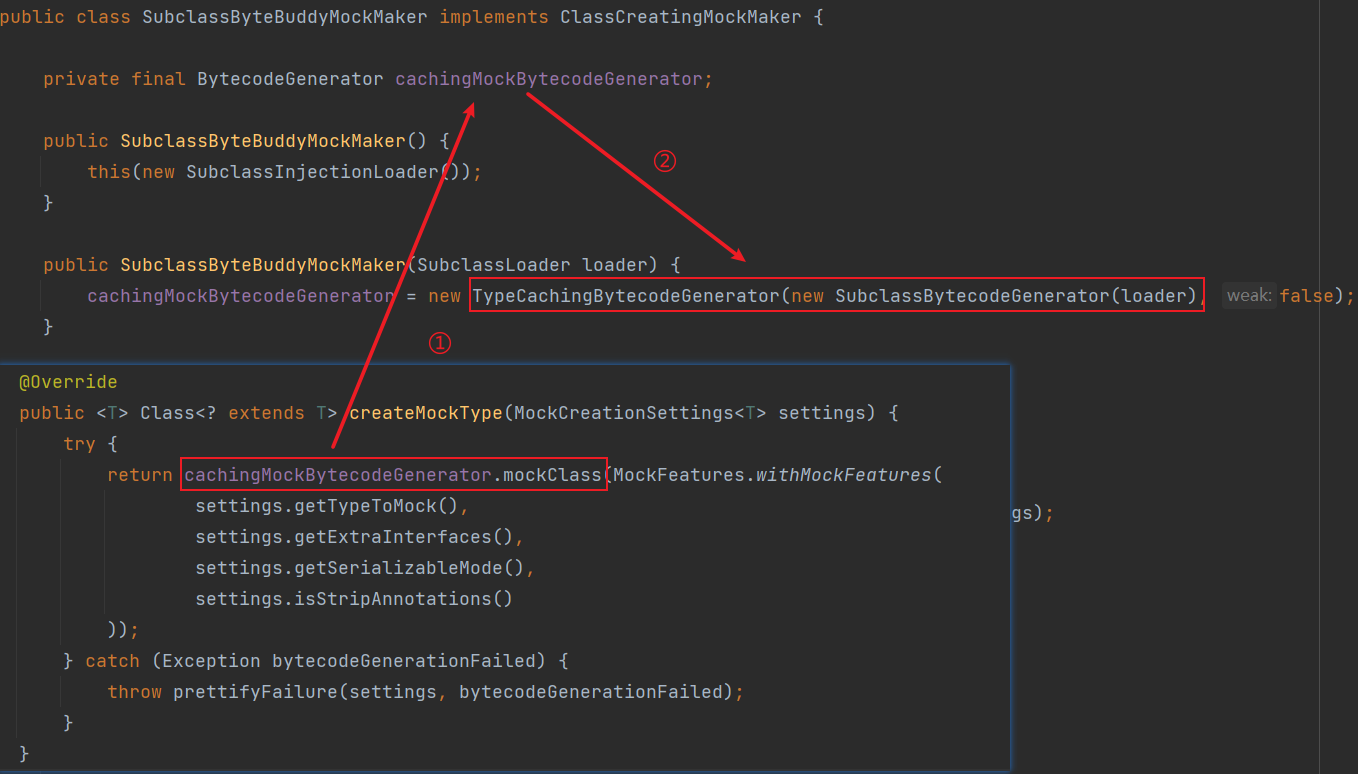 public class SubclassByteBuddyMockMaker implements ClassCreatingMockMaker {
private final BytecodeGenerator cachingMockBytecodeGenerator;
public SubclassByteBuddyMockMaker() {
this(new SubclassInjectionLoader());
}
②
public SubclassByteBuddyMockMaker(SubclassLoader loader) {
cachingMockBytecodeGenerator = new TypeCachingBytecodeGenerator(new SubclassBytecodeGenerator(loader), weak: false);
}
①
@Override
public <T> Class<? extends T> createMockType(MockCreationSettings<T> settings) {
try {
return cachingMockBytecodeGenerator.mockClass(MockFeatures.withMockFeatures(
settings.getTypeToMock(),
gs);
settings.getExtraInterfaces(),
settings.getSerializableMode(),
settings.isStripAnnotations()
));
} catch (Exception bytecodeGenerationFailed) {
throw prettifyFailure(settings, bytecodeGenerationFailed);
}
}